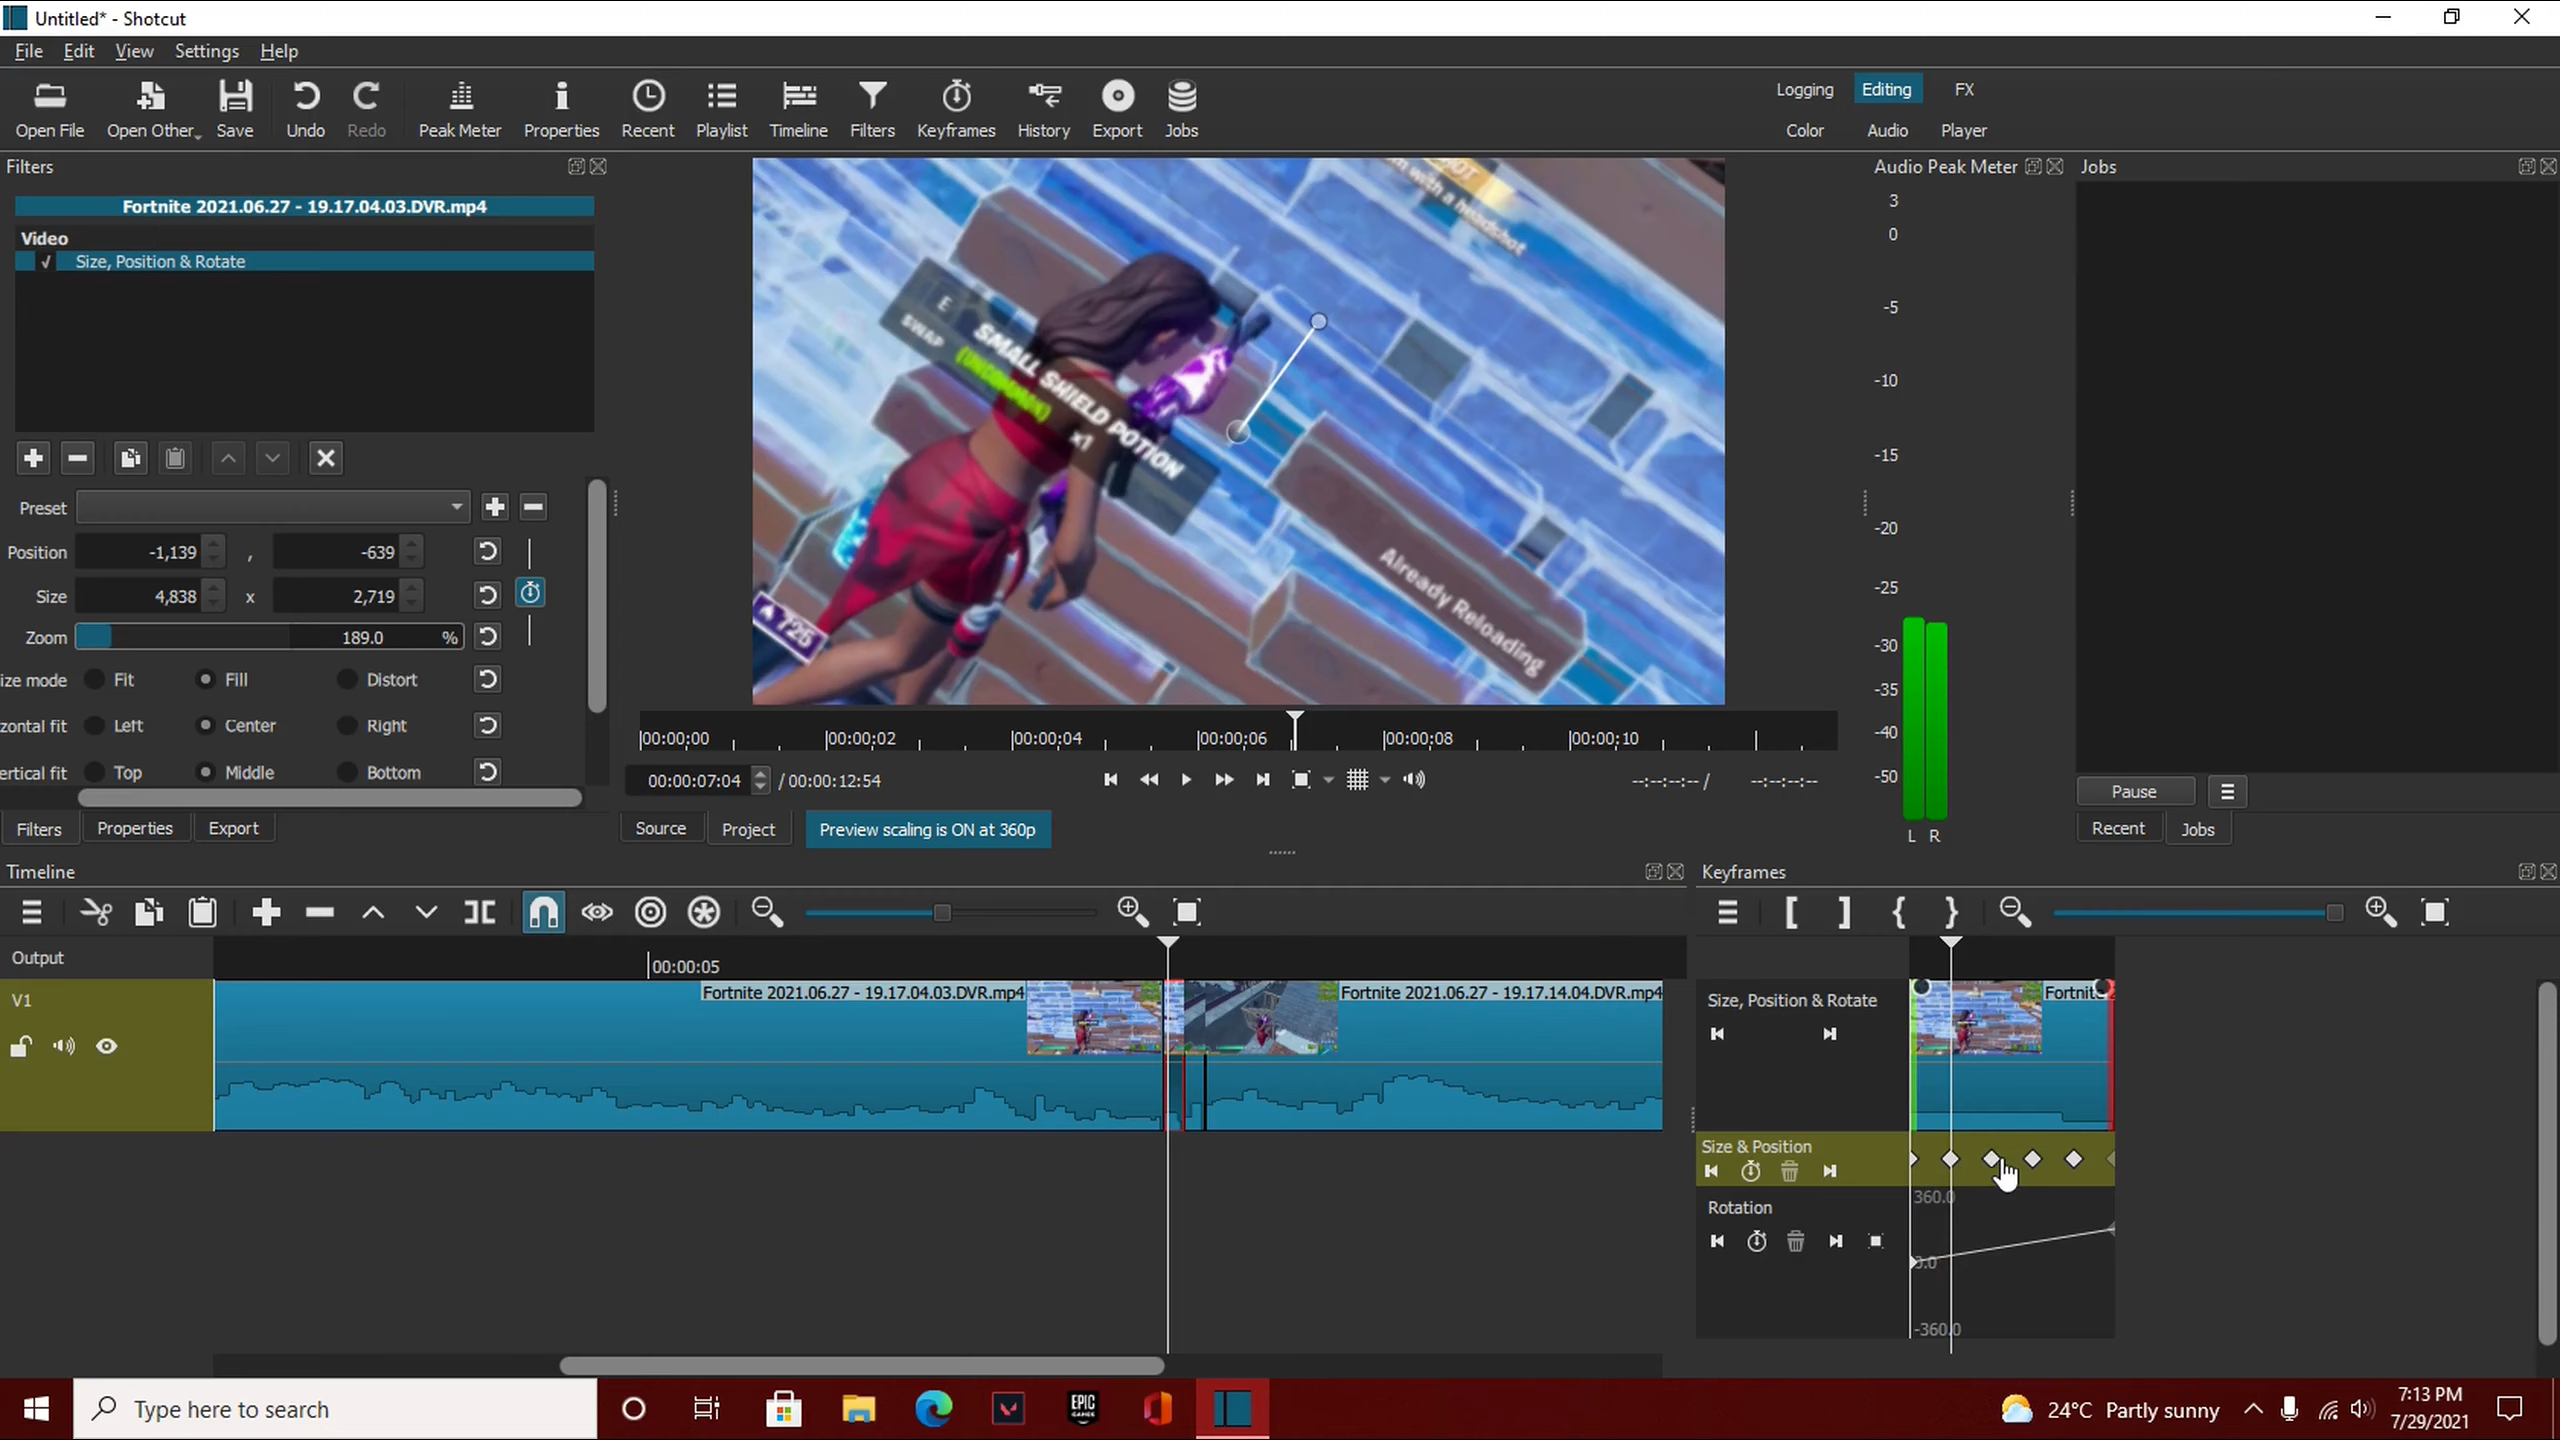 Untitled* - Shotcut
File Edit View Settings Help
Open File Open Other Save Undo Redo Peak Meter Properties Recent Playlist Timeline Filters Keyframes History Export Jobs
Logging Editing FX
Color Audio Player
Filters
Fortnite 2021.06.27 - 19.17.04.03.DVR.mp4
Video
Size, Position & Rotate
Preset
Position -1,139 , -639
Size 4,838 x 2,719
Zoom 189.0 %
ize mode Fit Fill Distort
zontal fit Left Center Right
ertical fit Top Middle Bottom
Filters Properties Export
m with a headshot
E
SWAP
SMALL SHIELD POTION
x1
725
Already Reloading
00:00:00 00:00:02 00:00:04 00:00:06 00:00:08 00:00:10
00:00:07:04 / 00:00:12:54
--:--:--:-- / --:--:--:--
Source Project Preview scaling is ON at 360p
Audio Peak Meter
3
0
-5
-10
-15
-20
-25
-30
-35
-40
-50
L R
Jobs
Pause
Recent Jobs
Timeline
Output
00:00:05
V1
Fortnite 2021.06.27 - 19.17.04.03.DVR.mp4
Fortnite 2021.06.27 - 19.17.14.04.DVR.mp4
Keyframes
Size, Position & Rotate
Size & Position
360.0
Rotation
-360.0
Type here to search
EPIC
GAMES
24°C Partly sunny
7:13 PM
7/29/2021